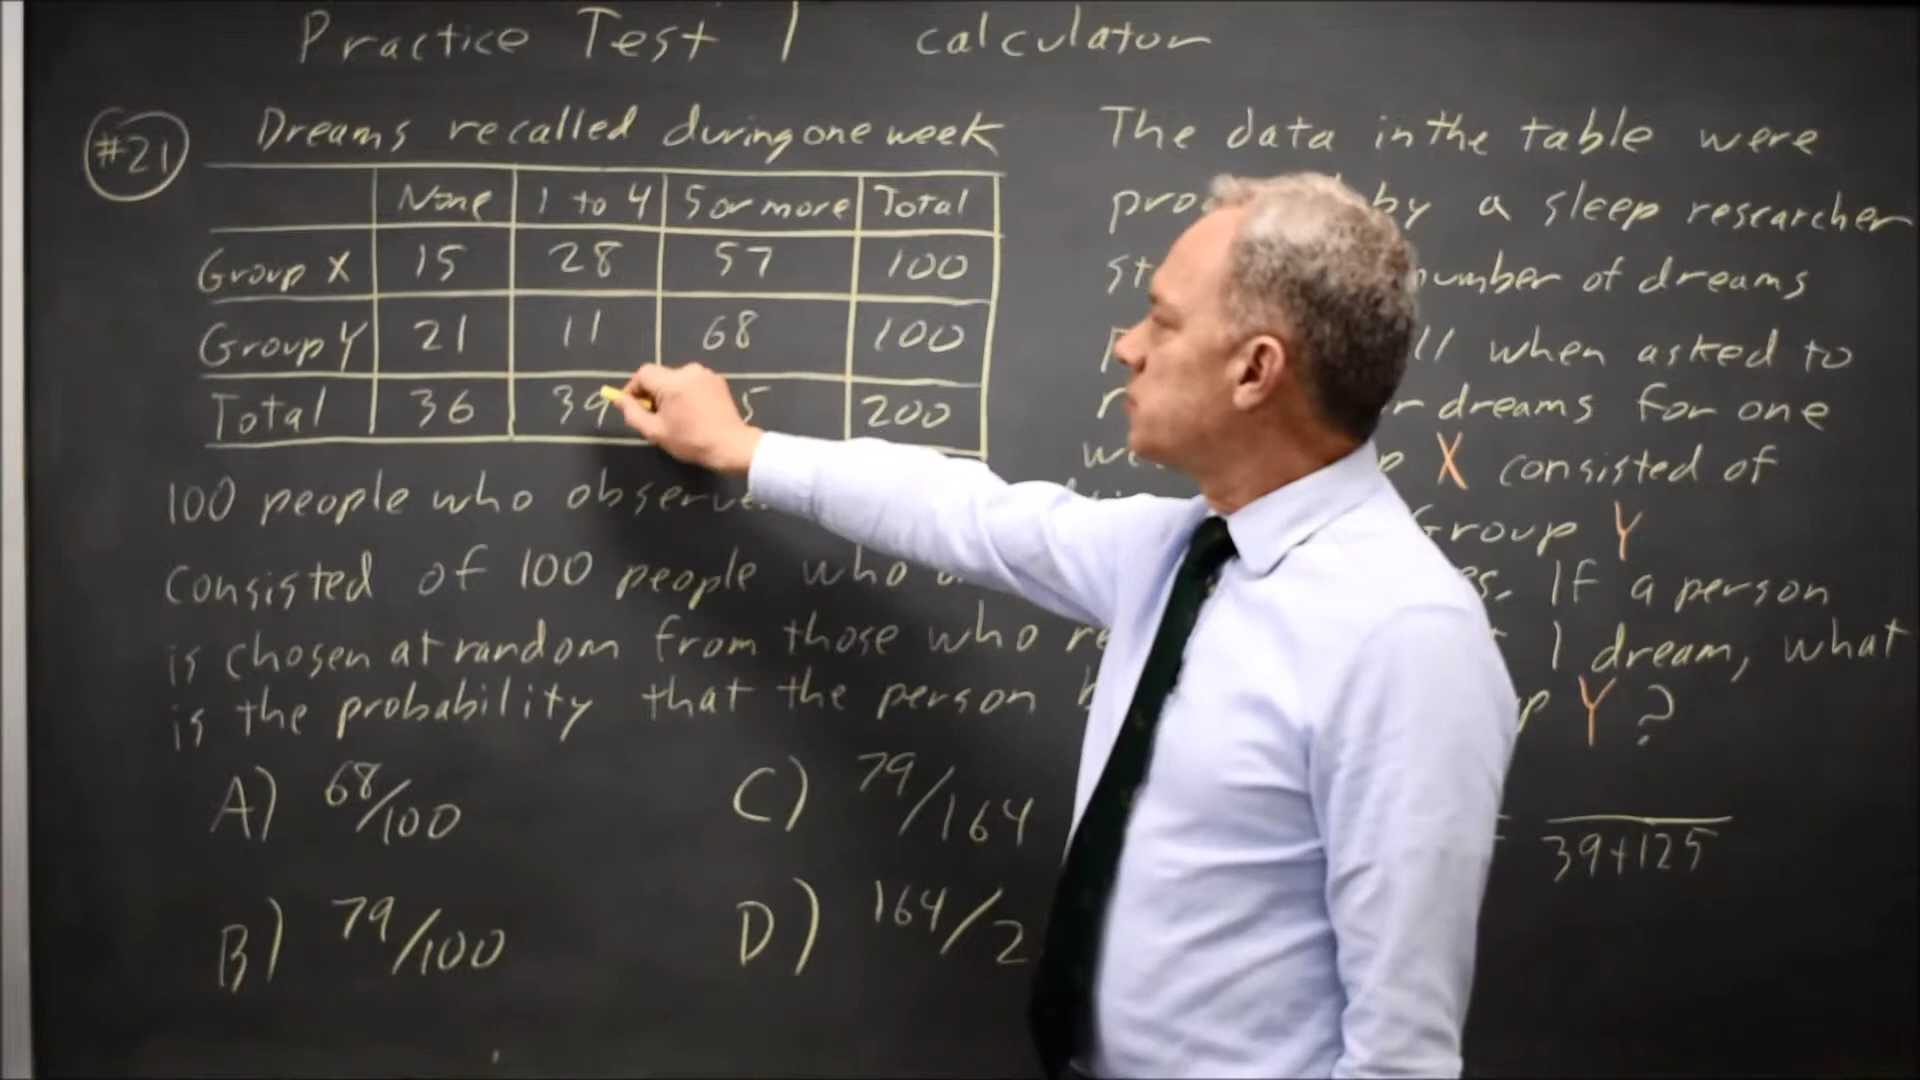 Practice Test 1 calculator
#21 Dreams recalled during one week
None 1 to 4 5 or more Total
Group X 15 28 57 100
Group Y 21 11 68 100
Total 36 39 5 200
The data in the table were
by a sleep researcher
number of dreams
when asked to
dreams for one
X consisted of
100 people who
Group Y
consisted of 100 people who
If a person
is chosen at random from those who
1 dream, what
is the probability that the person
Y ?
A) 68/100
B) 79/100
C) 79/164
D) 164/2
39+125